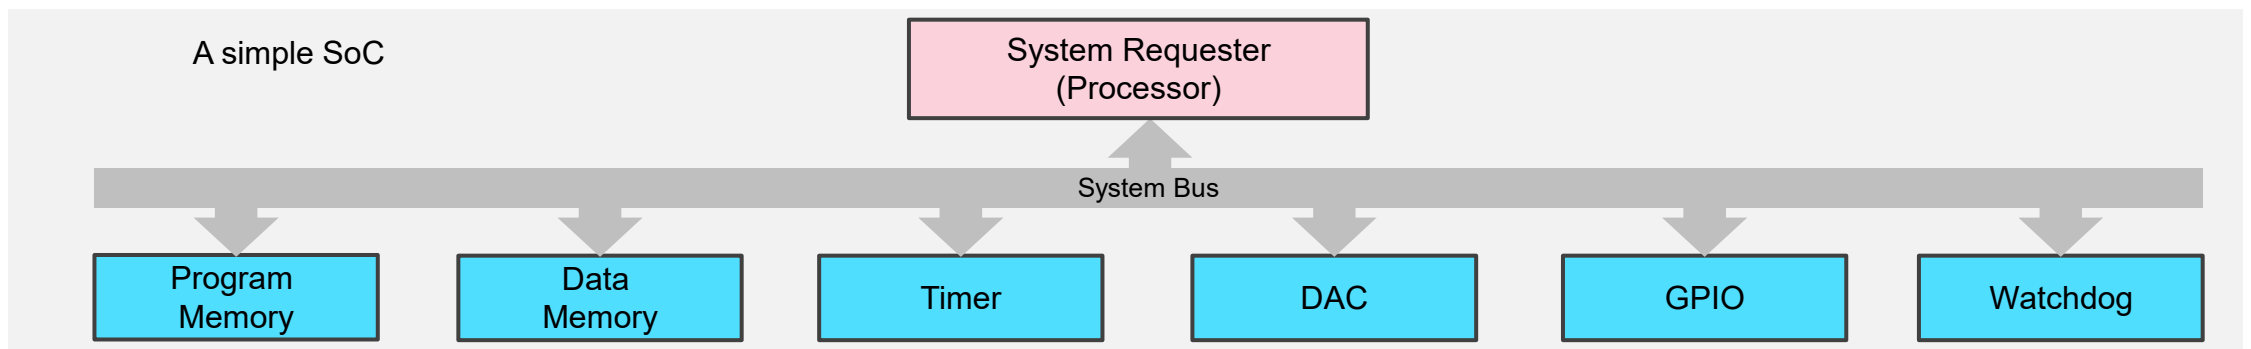 A simple SoC
System Requester
(Processor)
System Bus
Program
Memory
Data
Memory
Timer
DAC
GPIO
Watchdog